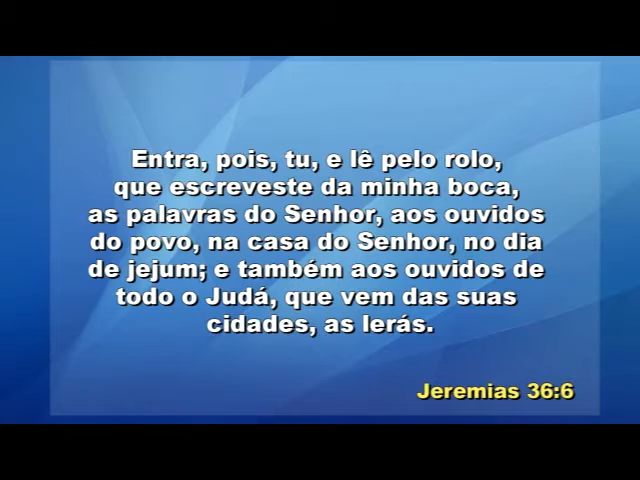 Entra, pois, tu, e lê pelo rolo,
que escreveste da minha boca,
as palavras do Senhor, aos ouvidos
do povo, na casa do Senhor, no dia
de jejum; e também aos ouvidos de
todo o Judá, que vem das suas
cidades, as lerás.
Jeremias 36:6